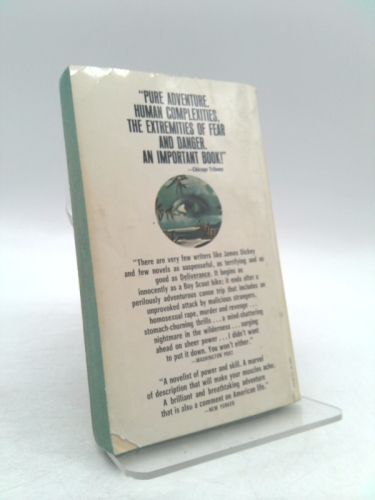 "PURE ADVENTURE.
HUMAN COMPLEXITIES.
THE EXTREMITIES OF FEAR
AND DANGER.
AN IMPORTANT BOOK!"
—Chicago Tribune
"There are very few writers like James Dickey
and few novels as suspenseful, as terrifying and as
good as Deliverance. It begins as
innocently as a Boy Scout hike; it ends after a
perilously adventurous canoe trip that includes an
unprovoked attack by malicious strangers,
homosexual rape, murder and revenge . . .
stomach-churning thrills . . . a mind-shattering
nightmare in the wilderness . . . surging
ahead on sheer power . . . I didn't want
to put it down. You won't either."
—WASHINGTON POST
"A novelist of power and skill. A marvel
of description that will make your muscles ache.
A brilliant and breathtaking adventure
that is also a comment on American life."
—NEW YORKER